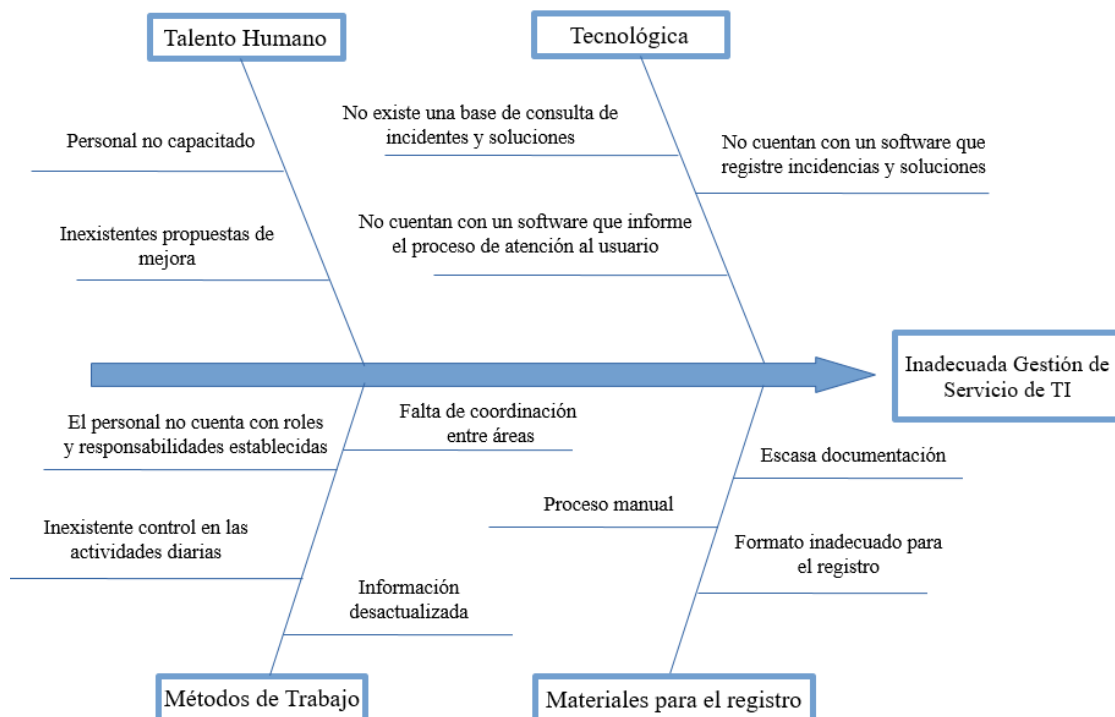 Talento Humano
Tecnológica
No existe una base de consulta de
incidentes y soluciones
Personal no capacitado
No cuentan con un software que
registre incidencias y soluciones
No cuentan con un software que informe
el proceso de atención al usuario
Inexistentes propuestas de
mejora
Inadecuada Gestión de
Servicio de TI
El personal no cuenta con roles
y responsabilidades establecidas
Falta de coordinación
entre áreas
Escasa documentación
Proceso manual
Inexistente control en las
actividades diarias
Formato inadecuado para
el registro
Información
desactualizada
Métodos de Trabajo
Materiales para el registro